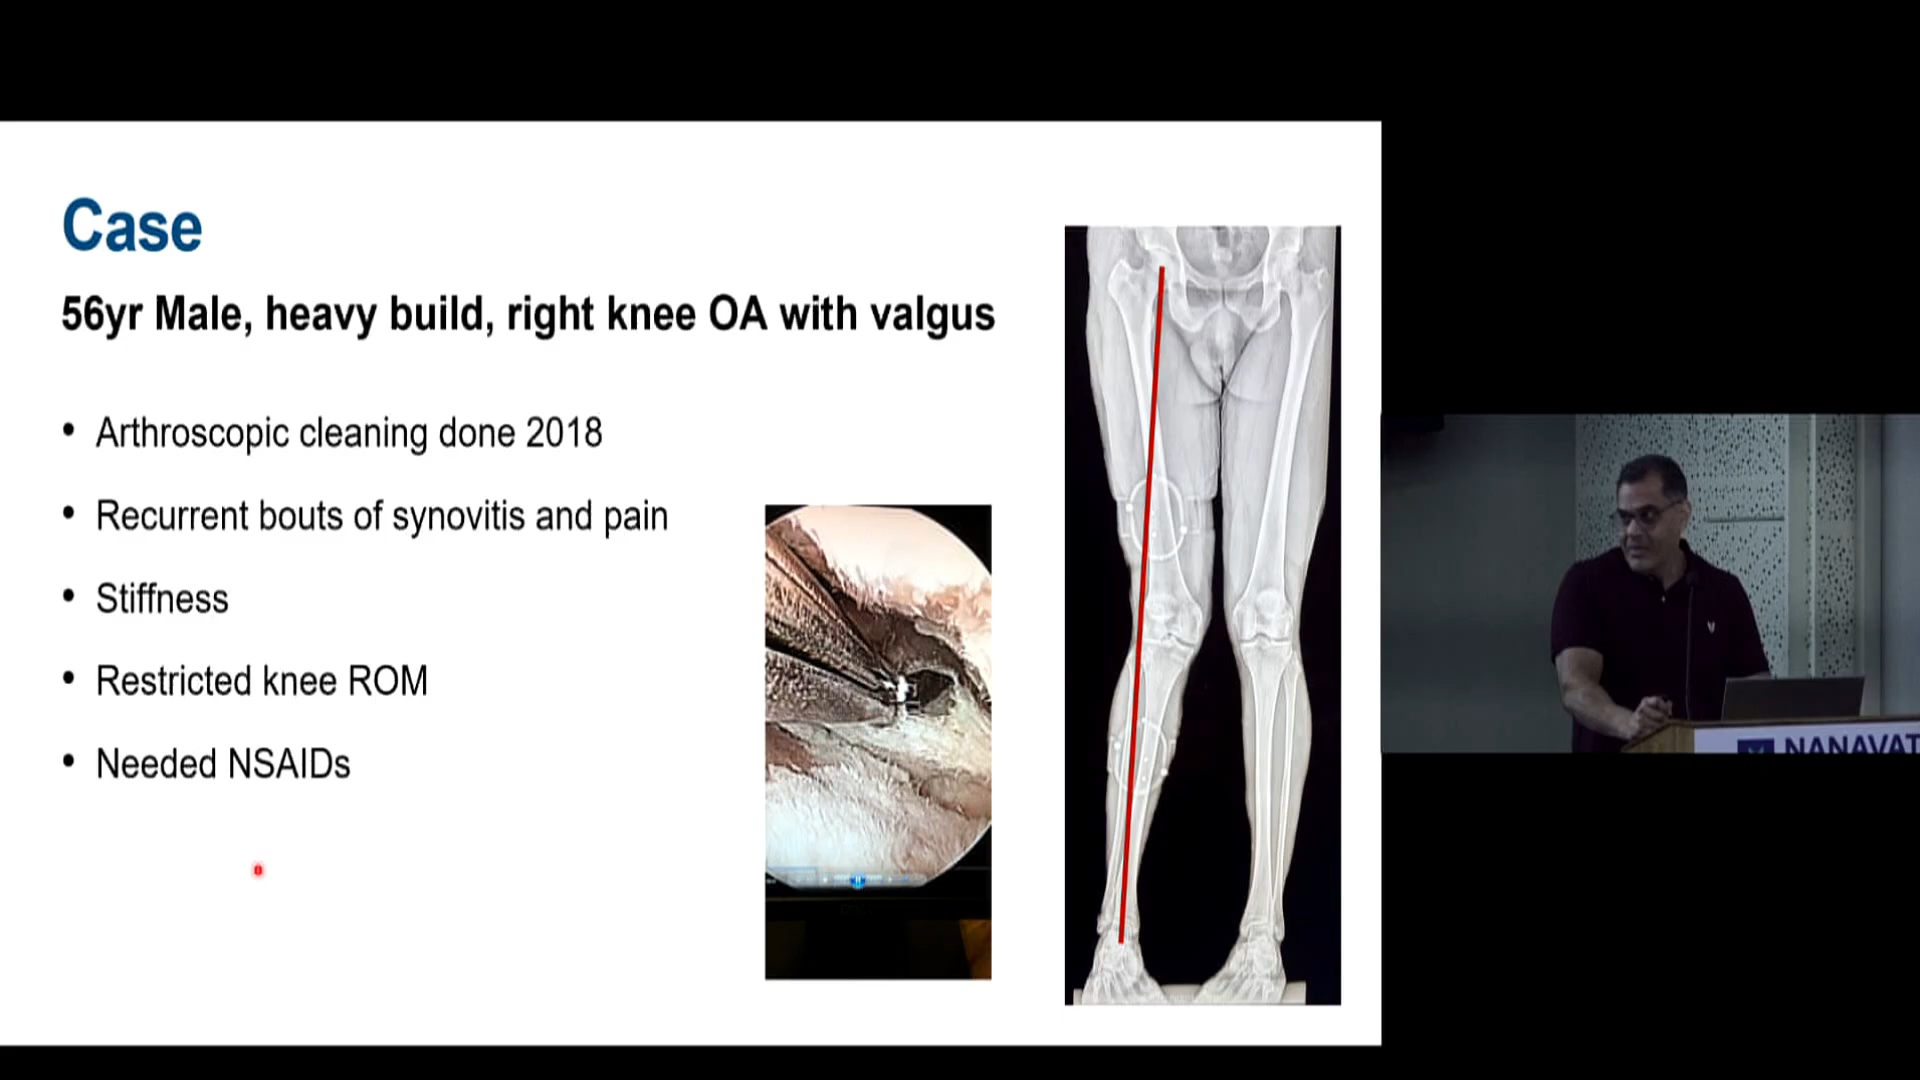 Case
56yr Male, heavy build, right knee OA with valgus
• Arthroscopic cleaning done 2018
• Recurrent bouts of synovitis and pain
• Stiffness
• Restricted knee ROM
• Needed NSAIDs
NANAVAT